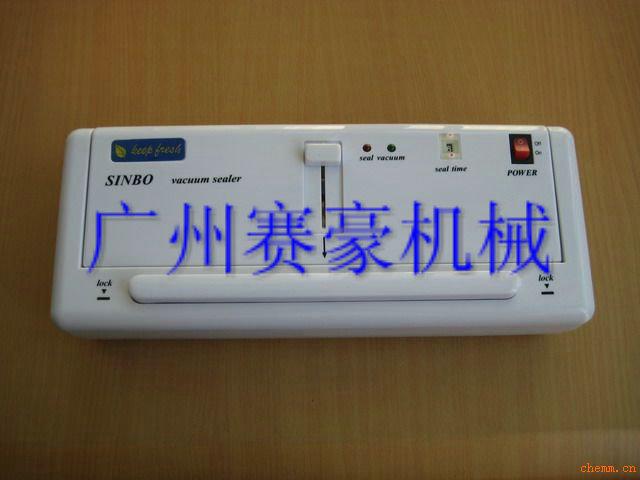 keep fresh
SINBO vacuum sealer
seal vacuum
seal time
Off
On
POWER
广州赛豪机械
lock
lock
chemm.cn